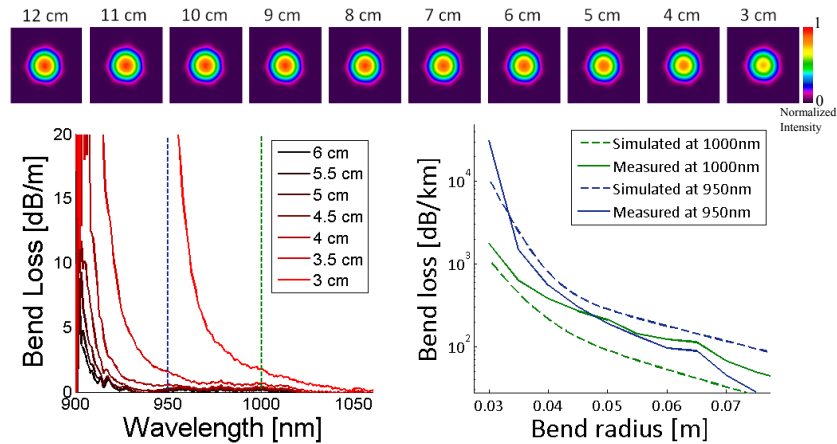 12 cm 11 cm 10 cm 9 cm 8 cm 7 cm 6 cm 5 cm 4 cm 3 cm
1
0
Normalized
Intensity
20
15
10
5
0
Bend Loss [dB/m]
6 cm
5.5 cm
5 cm
4.5 cm
4 cm
3.5 cm
3 cm
900 950 1000 1050
Wavelength [nm]
Simulated at 1000nm
Measured at 1000nm
Simulated at 950nm
Measured at 950nm
10^4
10^3
10^2
Bend loss [dB/km]
0.03 0.04 0.05 0.06 0.07
Bend radius [m]